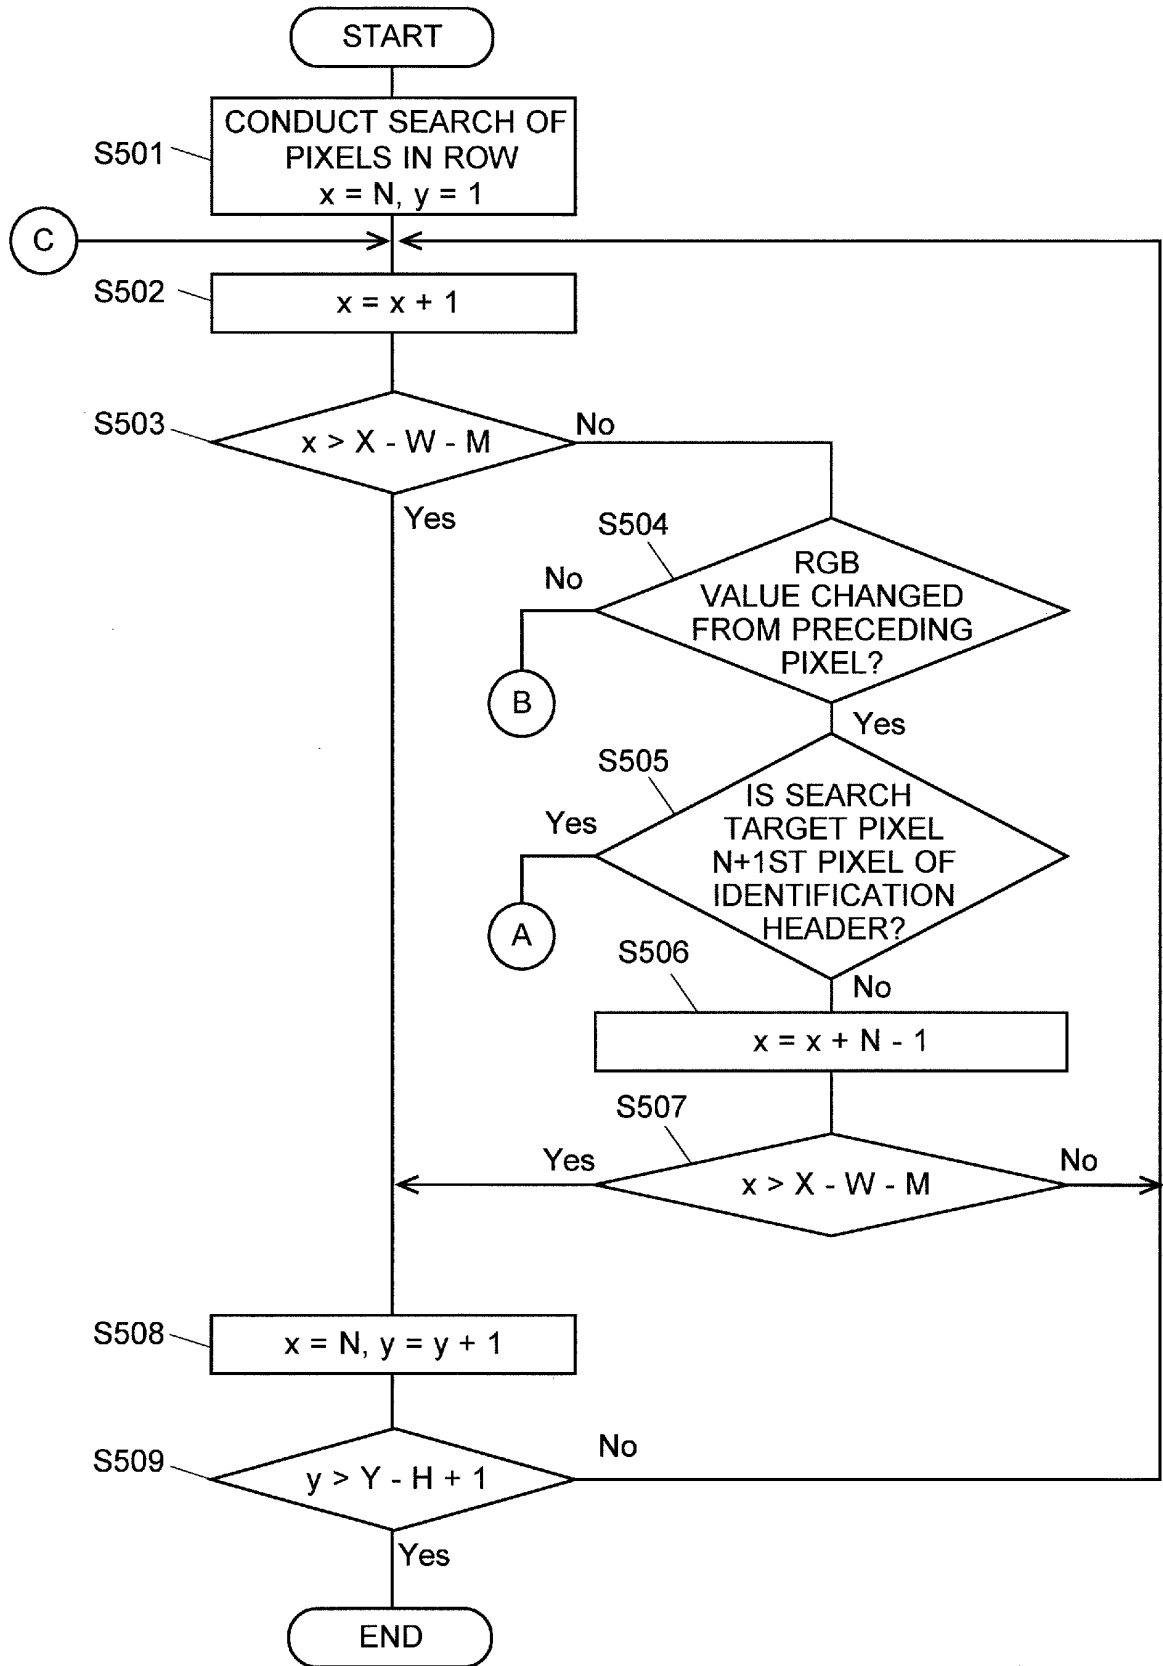 START
CONDUCT SEARCH OF
PIXELS IN ROW
x = N, y = 1
S501
C
S502
x = x + 1
S503
x > X - W - M
No
Yes
S504
RGB
VALUE CHANGED
FROM PRECEDING
PIXEL?
No
B
Yes
S505
IS SEARCH
TARGET PIXEL
N+1ST PIXEL OF
IDENTIFICATION
HEADER?
Yes
A
No
S506
x = x + N - 1
S507
x > X - W - M
Yes
No
S508
x = N, y = y + 1
S509
y > Y - H + 1
No
Yes
END